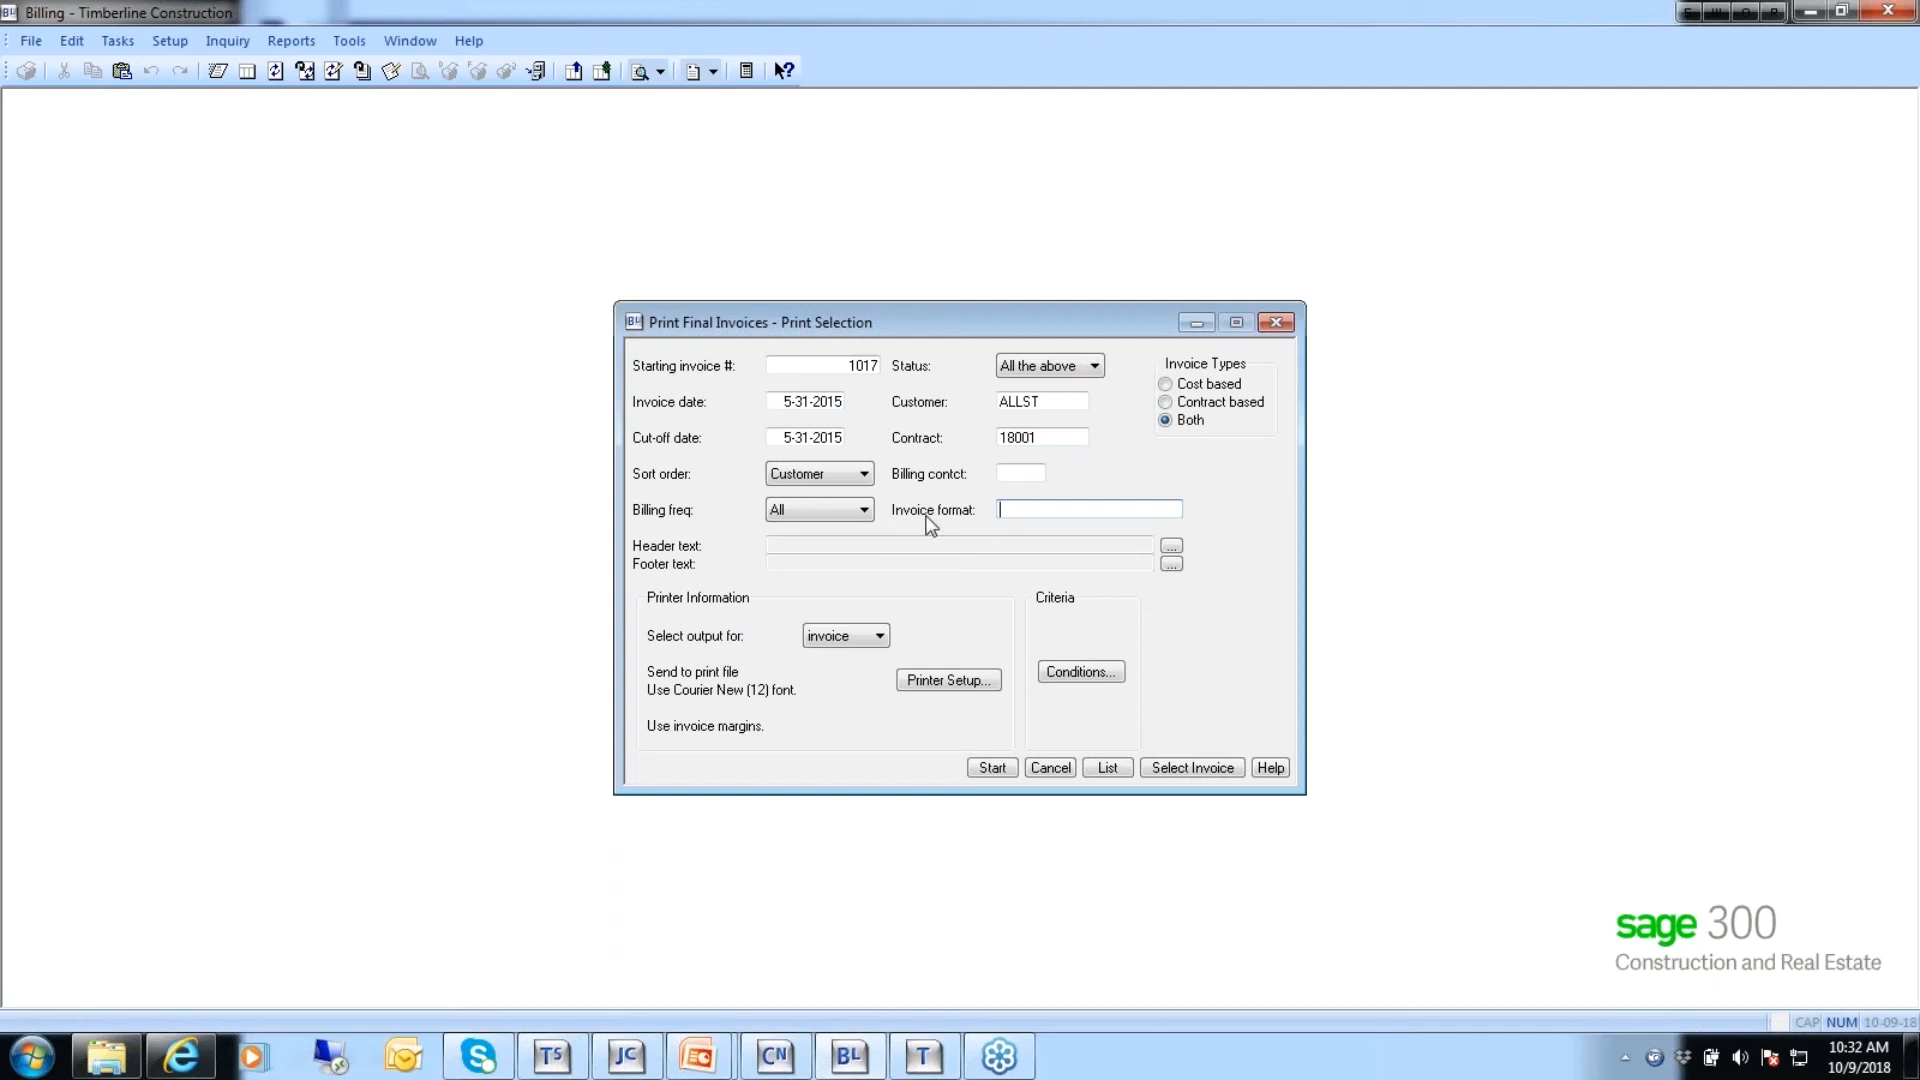 Billing - Timberline Construction
File Edit Tasks Setup Inquiry Reports Tools Window Help
Print Final Invoices - Print Selection
Starting invoice #: 1017 Status: All the above Invoice Types
Cost based
Invoice date: 5-31-2015 Customer: ALLST Contract based
Both
Cut-off date: 5-31-2015 Contract: 18001
Sort order: Customer Billing contct:
Billing freq: All Invoice format:
Header text: ...
Footer text: ...
Printer Information Criteria
Select output for: invoice
Send to print file Conditions...
Use Courier New (12) font. Printer Setup...
Use invoice margins.
Start Cancel List Select Invoice Help
sage 300
Construction and Real Estate
CAP NUM 10-09-18
TS JC CN BL T
10:32 AM
10/9/2018